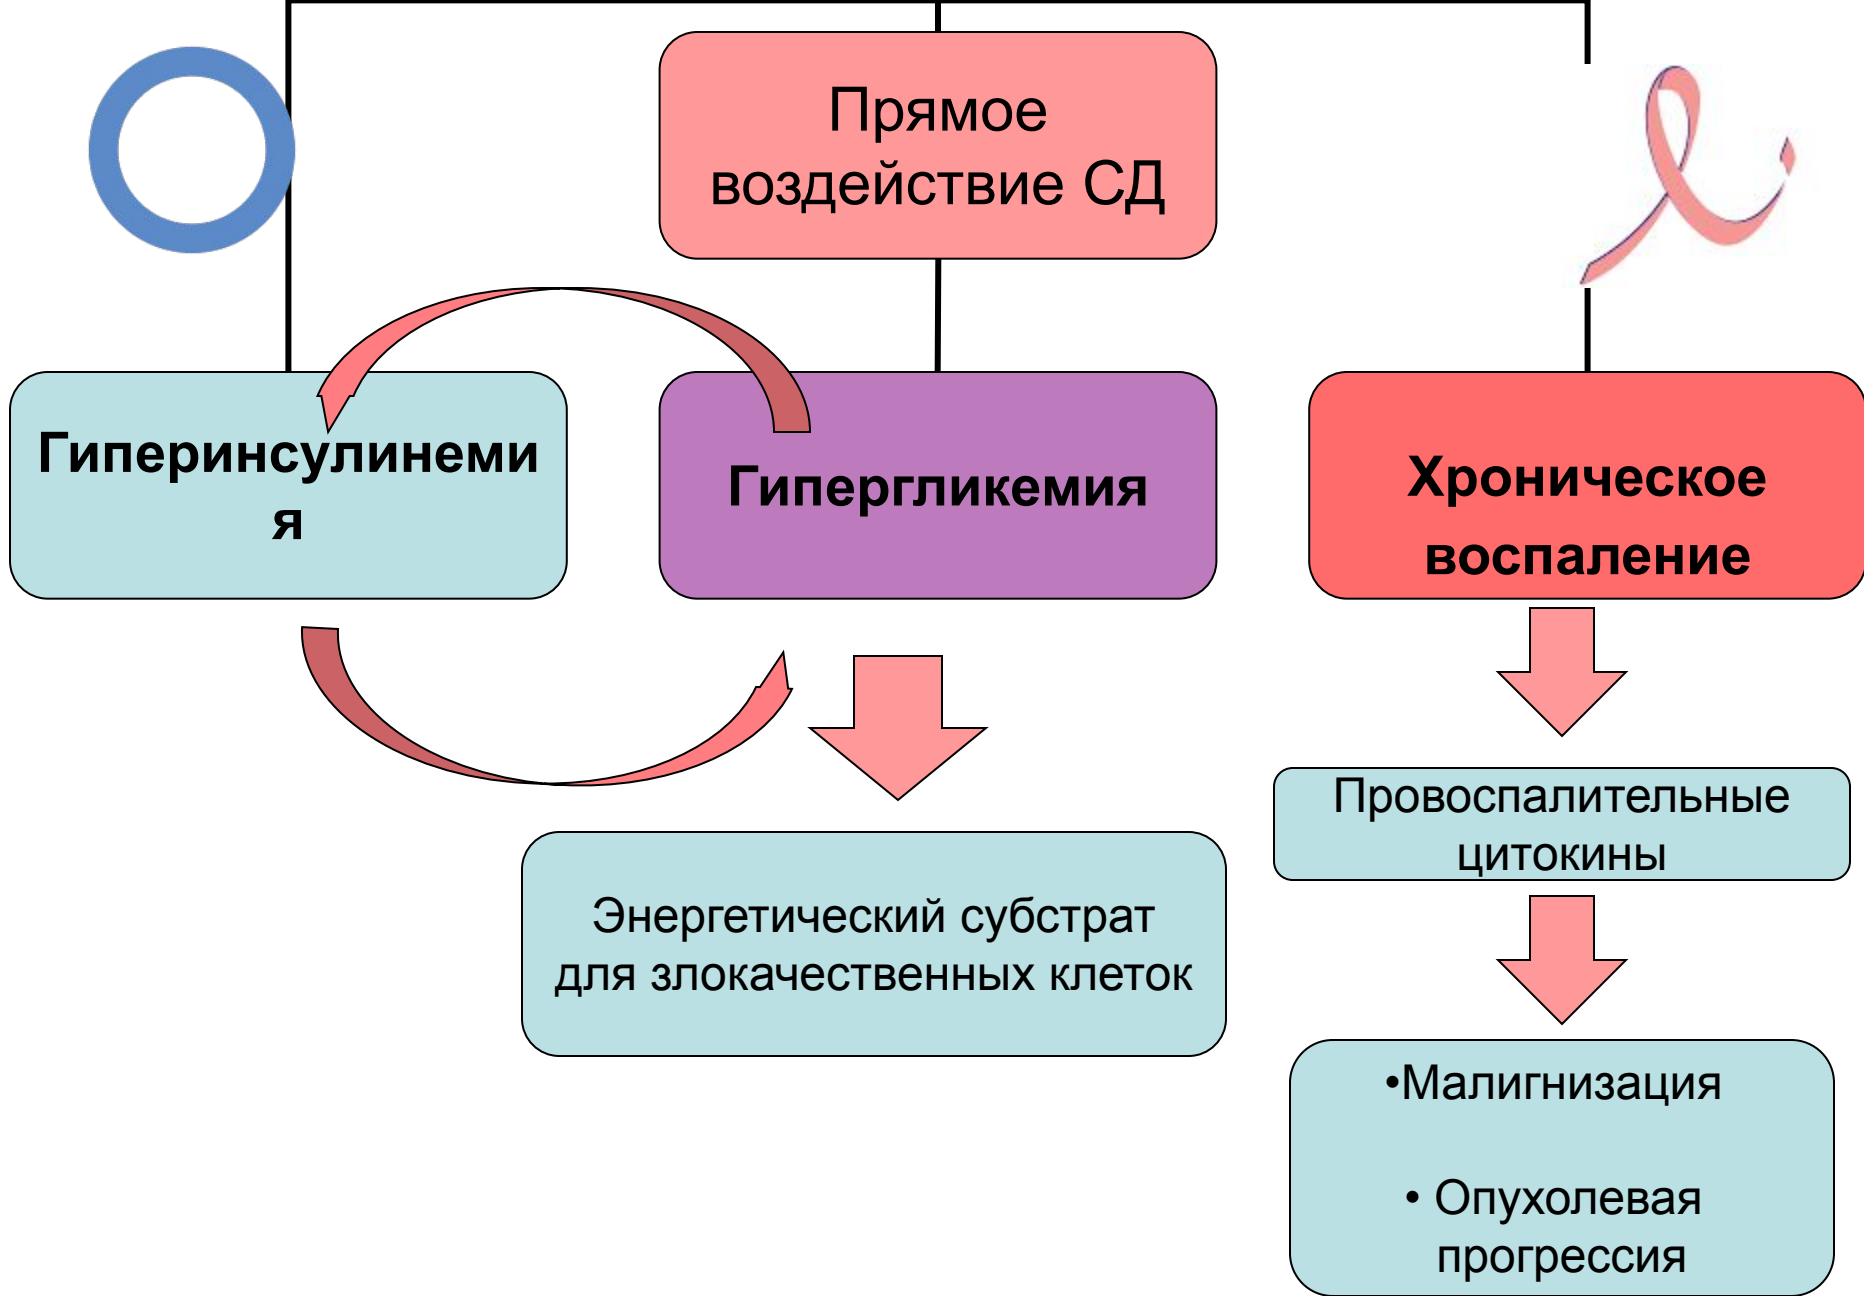 Прямое
воздействие СД
Гиперинсулинеми
я
Гипергликемия
Хроническое
воспаление
Энергетический субстрат
для злокачественных клеток
Провоспалительные
цитокины
•Малигнизация
• Опухолевая
прогрессия